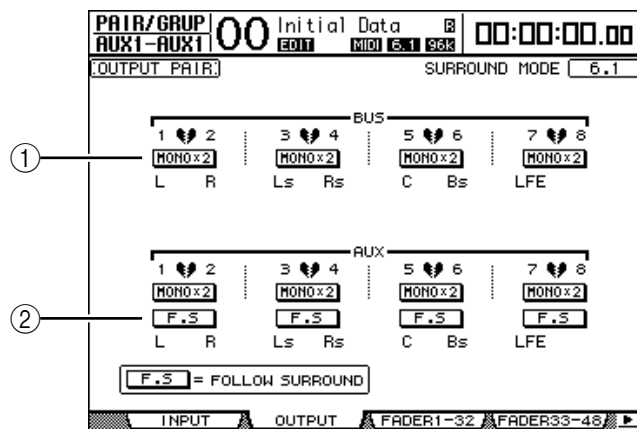 PAIR/GRUP 00 Initial Data 00:00:00.00
AUX1-AUX1 EDIT MIDI 6.1 96k
OUTPUT PAIR SURROUND MODE 6.1
BUS
1 2 3 4 5 6 7 8
① MONO×2 MONO×2 MONO×2 MONO×2
L R Ls Rs C Bs LFE
AUX
1 2 3 4 5 6 7 8
MONO×2 MONO×2 MONO×2 MONO×2
② F.S F.S F.S F.S
L R Ls Rs C Bs LFE
F.S = FOLLOW SURROUND
INPUT OUTPUT FADER1-32 FADER33-48